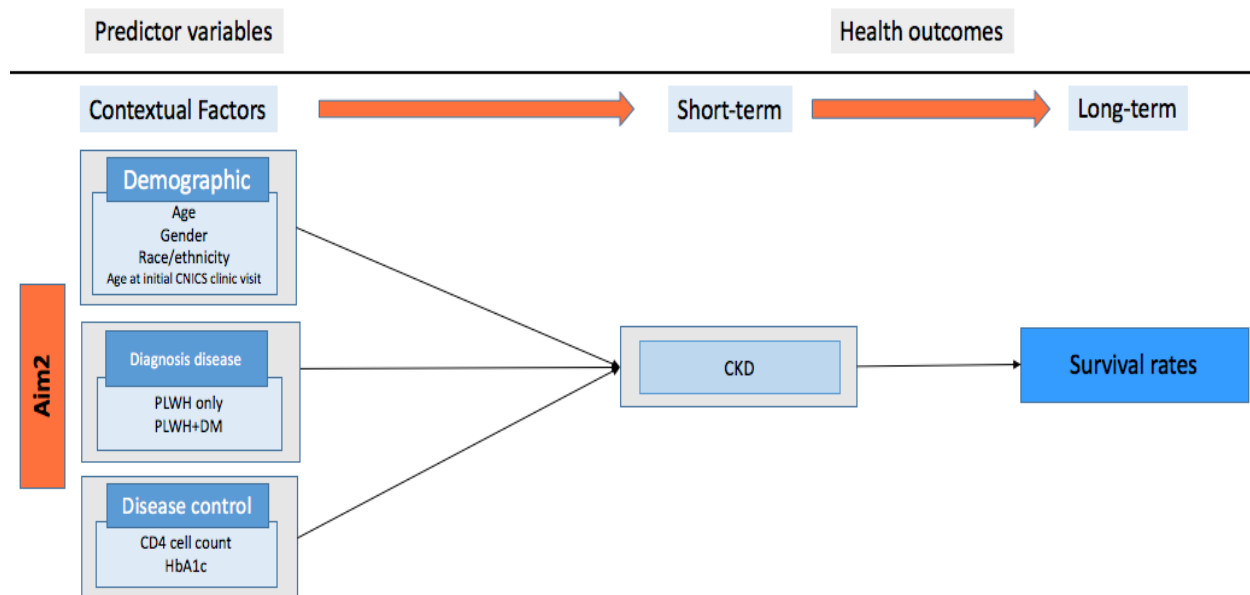 Predictor variables
Health outcomes
Contextual Factors
Short-term
Long-term
Demographic
Age
Gender
Race/ethnicity
Age at initial CNICS clinic visit
Aim2
Diagnosis disease
PLWH only
PLWH+DM
CKD
Survival rates
Disease control
CD4 cell count
HbA1c